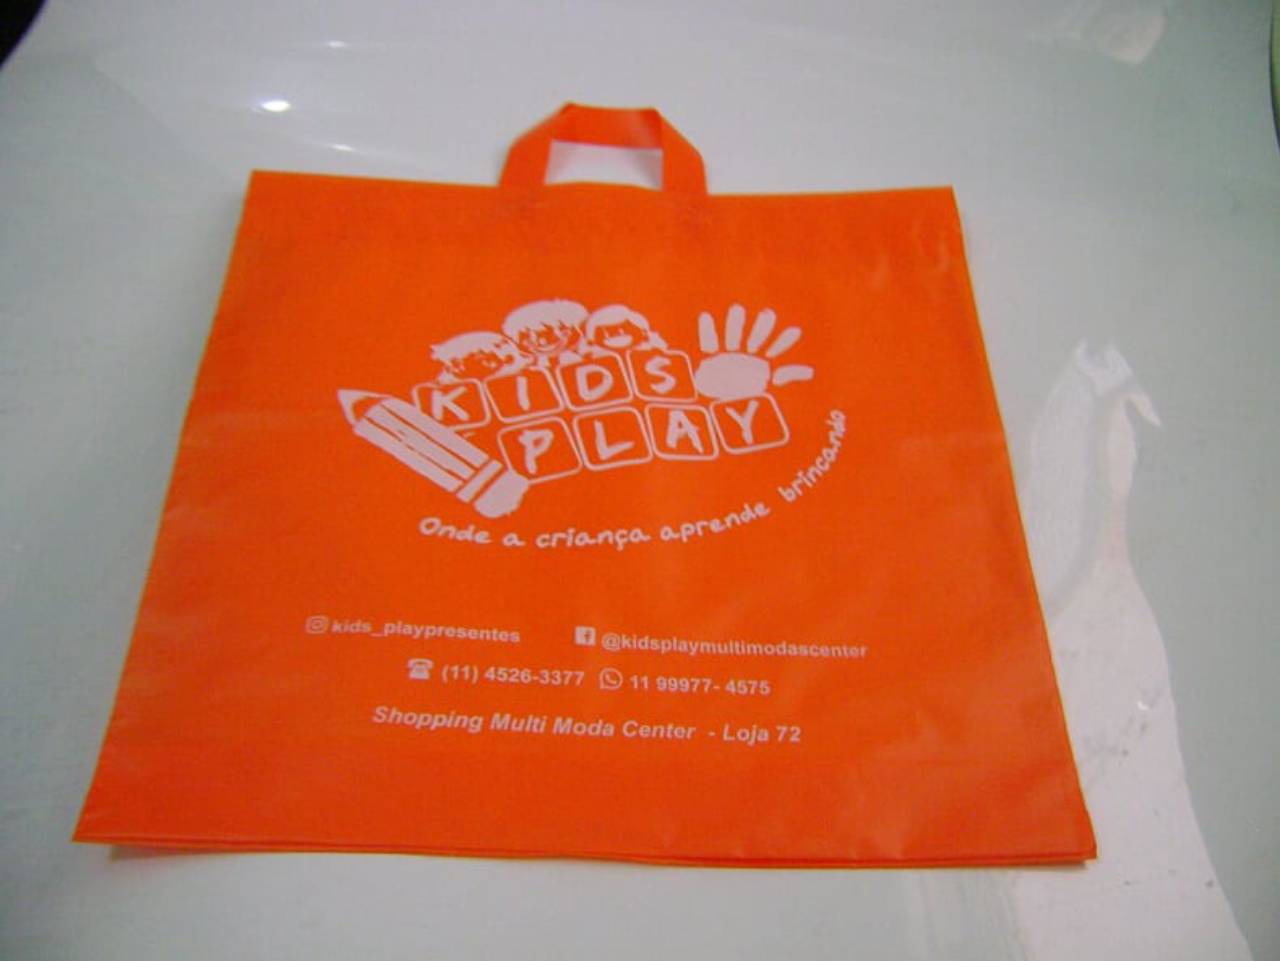 KIDS
PLAY
Onde a criança aprende brincando
kids_playpresentes @kidsplaymultimodascenter
(11) 4526-3377 11 99977- 4575
Shopping Multi Moda Center - Loja 72